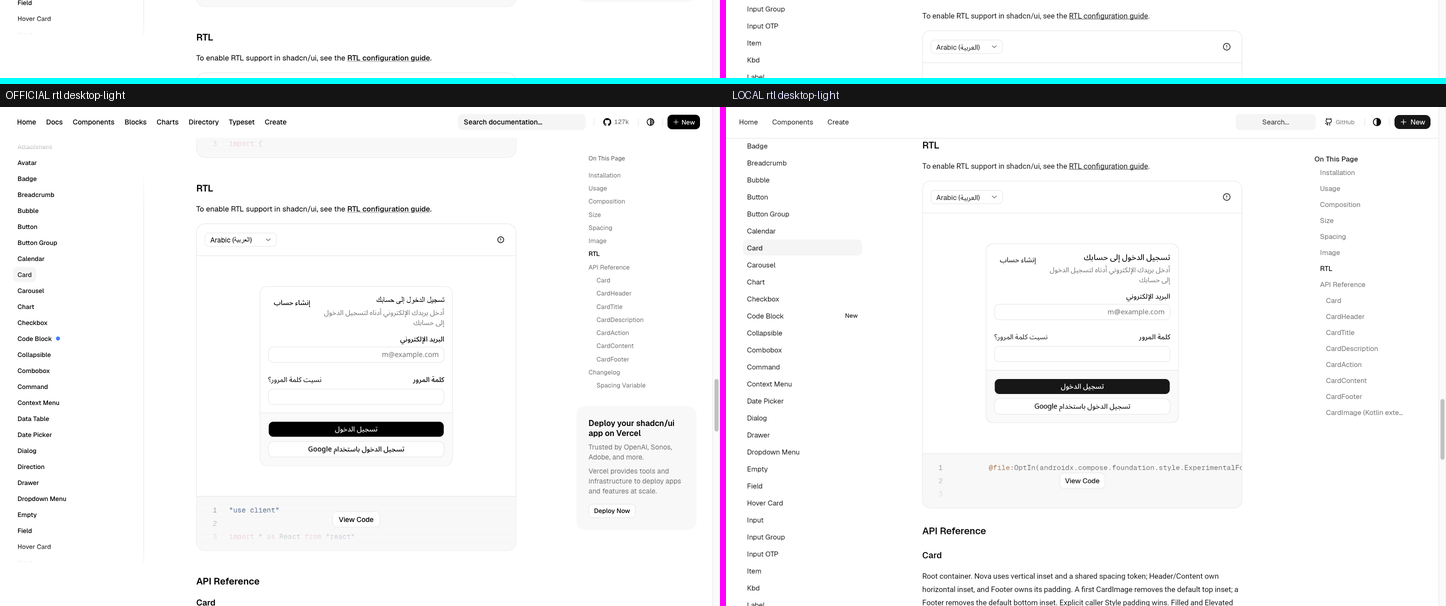 Field
Hover Card
RTL
To enable RTL support in shadcn/ui, see the RTL configuration guide.
Input Group
Input OTP
Item
Kbd
Label
To enable RTL support in shadcn/ui, see the RTL configuration guide.
Arabic (العربية)
OFFICIAL rtl desktop-light
Home Docs Components Blocks Charts Directory Typeset Create
Search documentation...
127k
+ New
Attachment
Avatar
Badge
Breadcrumb
Bubble
Button
Button Group
Calendar
Card
Carousel
Chart
Checkbox
Code Block
Collapsible
Combobox
Command
Context Menu
Data Table
Date Picker
Dialog
Direction
Drawer
Dropdown Menu
Empty
Field
Hover Card
3 import {
RTL
To enable RTL support in shadcn/ui, see the RTL configuration guide.
Arabic (العربية)
تسجيل الدخول إلى حسابك
إنشاء حساب
أدخل بريدك الإلكتروني أدناه لتسجيل الدخول
إلى حسابك
البريد الإلكتروني
m@example.com
كلمة المرور
نسيت كلمة المرور؟
تسجيل الدخول
تسجيل الدخول باستخدام Google
1 "use client"
2
View Code
3 import * as React from "react"
API Reference
Card
On This Page
Installation
Usage
Composition
Size
Spacing
Image
RTL
API Reference
Card
CardHeader
CardTitle
CardDescription
CardAction
CardContent
CardFooter
Changelog
Spacing Variable
Deploy your shadcn/ui
app on Vercel
Trusted by OpenAI, Sonos,
Adobe, and more.
Vercel provides tools and
infrastructure to deploy apps
and features at scale.
Deploy Now
LOCAL rtl desktop-light
Home Components Create
Search...
GitHub
+ New
Badge
Breadcrumb
Bubble
Button
Button Group
Calendar
Card
Carousel
Chart
Checkbox
Code Block New
Collapsible
Combobox
Command
Context Menu
Date Picker
Dialog
Drawer
Dropdown Menu
Empty
Field
Hover Card
Input
Input Group
Input OTP
Item
Kbd
Label
RTL
To enable RTL support in shadcn/ui, see the RTL configuration guide.
Arabic (العربية)
تسجيل الدخول إلى حسابك
إنشاء حساب
أدخل بريدك الإلكتروني أدناه لتسجيل الدخول
إلى حسابك
البريد الإلكتروني
m@example.com
كلمة المرور
نسيت كلمة المرور؟
تسجيل الدخول
تسجيل الدخول باستخدام Google
1 @file:OptIn(androidx.compose.foundation.style.ExperimentalFo
2
View Code
3
API Reference
Card
Root container. Nova uses vertical inset and a shared spacing token; Header/Content own
horizontal inset, and Footer owns its padding. A first CardImage removes the default top inset; a
Footer removes the default bottom inset. Explicit caller Style padding wins. Filled and Elevated
On This Page
Installation
Usage
Composition
Size
Spacing
Image
RTL
API Reference
Card
CardHeader
CardTitle
CardDescription
CardAction
CardContent
CardFooter
CardImage (Kotlin exte...